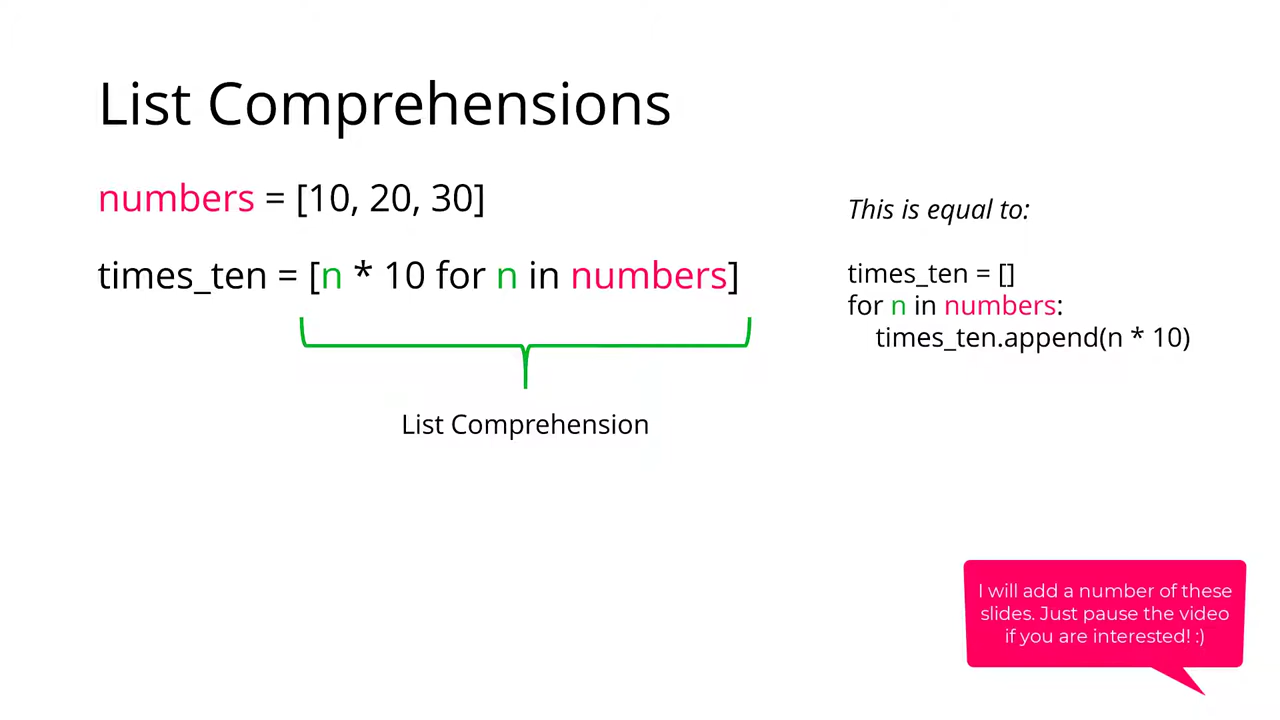 List Comprehensions
numbers = [10, 20, 30]
times_ten = [n * 10 for n in numbers]
List Comprehension
This is equal to:
times_ten = []
for n in numbers:
    times_ten.append(n * 10)
I will add a number of these
slides. Just pause the video
if you are interested! :)